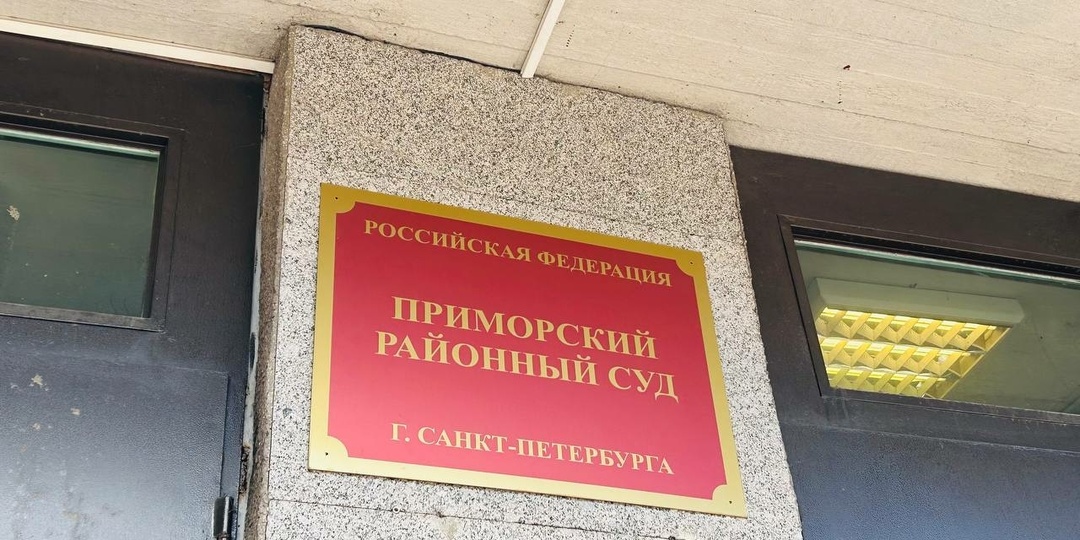 РОССИЙСКАЯ ФЕДЕРАЦИЯ
ПРИМОРСКИЙ
РАЙОННЫЙ СУД
Г. САНКТ-ПЕТЕРБУРГА